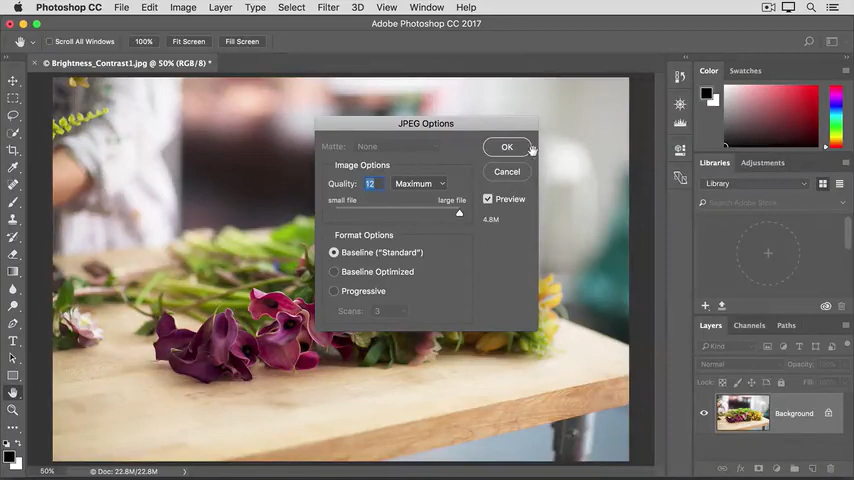 Photoshop CC File Edit Image Layer Type Select Filter 3D View Window Help
Adobe Photoshop CC 2017
Scroll All Windows 100% Fit Screen Fill Screen
× © Brightness_Contrast1.jpg @ 50% (RGB/8) *
JPEG Options
Matte: None
OK
Image Options
Cancel
Quality: 12 Maximum
Preview
small file large file
4.8M
Format Options
Baseline ("Standard")
Baseline Optimized
Progressive
Scans: 3
Color Swatches
Libraries Adjustments
Library
Search Adobe Stock
Layers Channels Paths
Kind
Normal Opacity:
Lock: Fill:
Background
50% Doc: 22.8M/22.8M